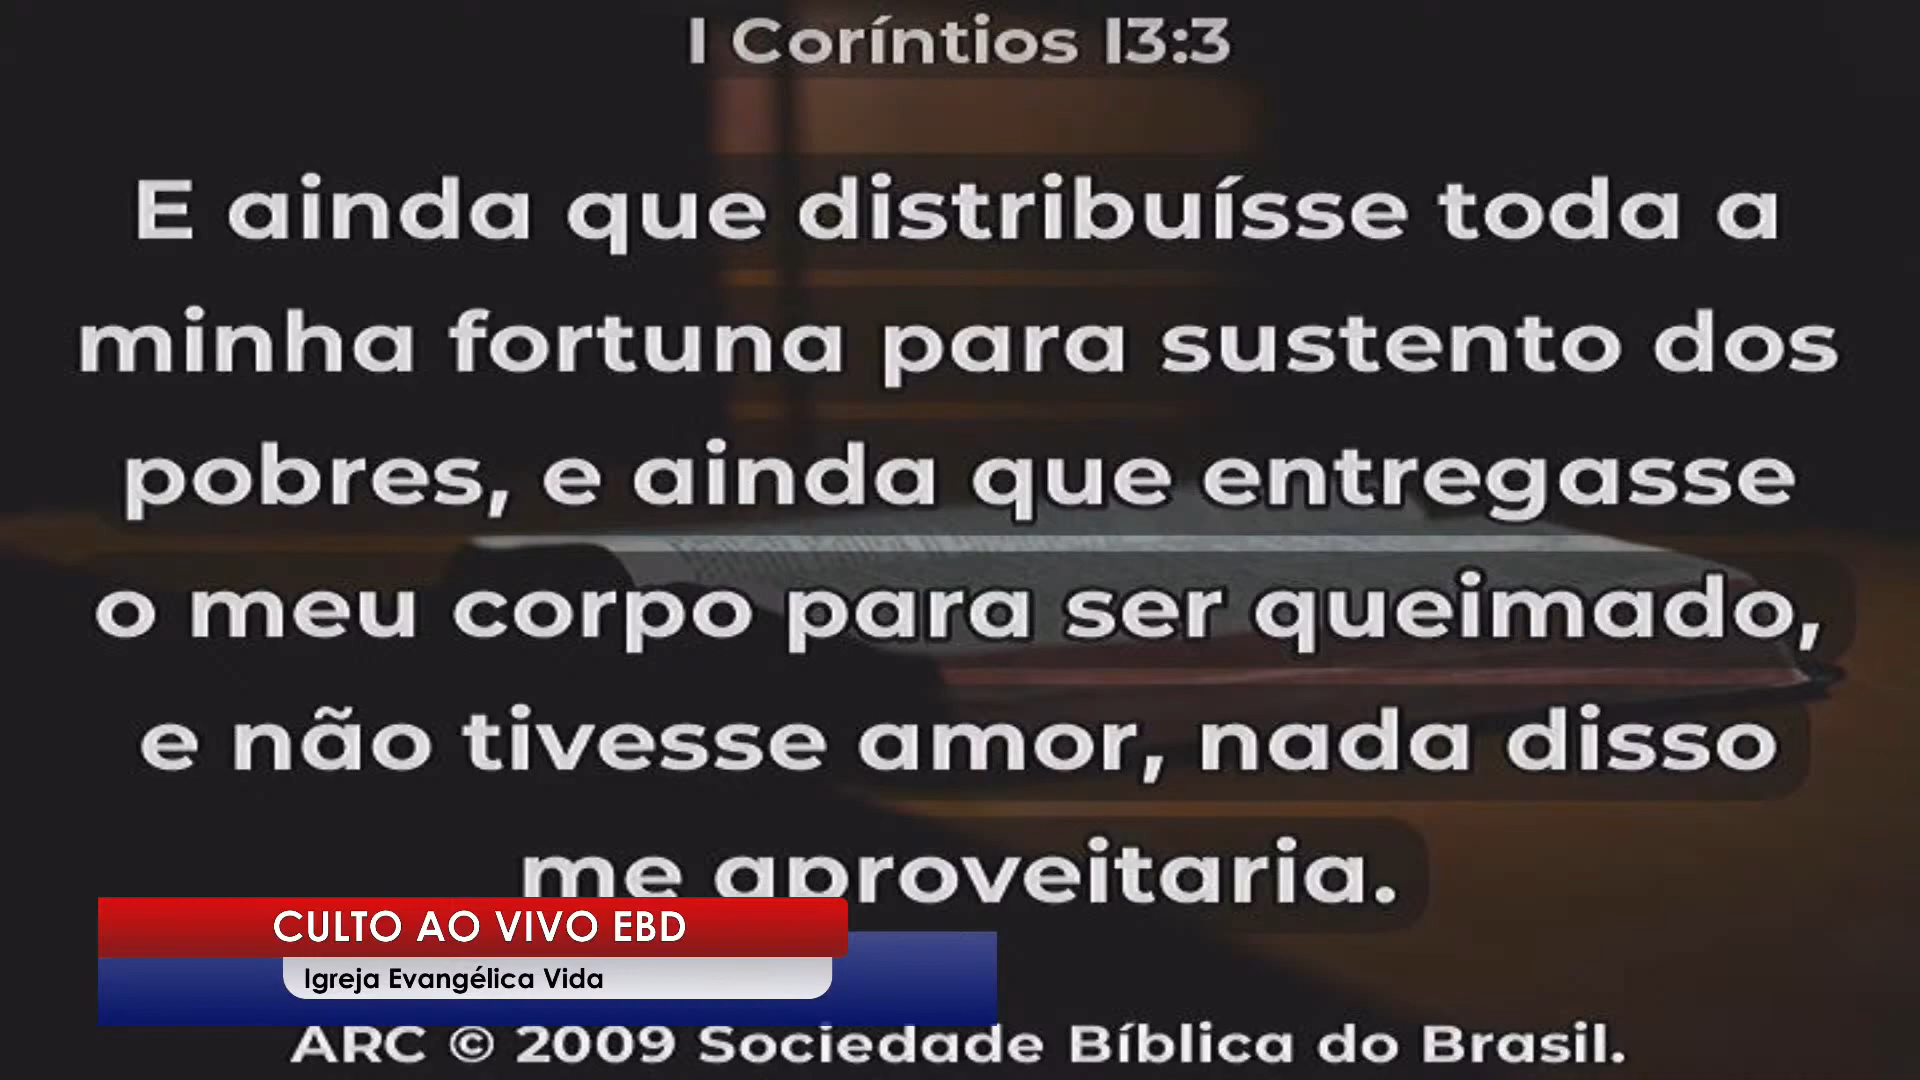 I Coríntios 13:3
E ainda que distribuísse toda a
minha fortuna para sustento dos
pobres, e ainda que entregasse
o meu corpo para ser queimado,
e não tivesse amor, nada disso
me aproveitaria.
CULTO AO VIVO EBD
Igreja Evangélica Vida
ARC © 2009 Sociedade Bíblica do Brasil.